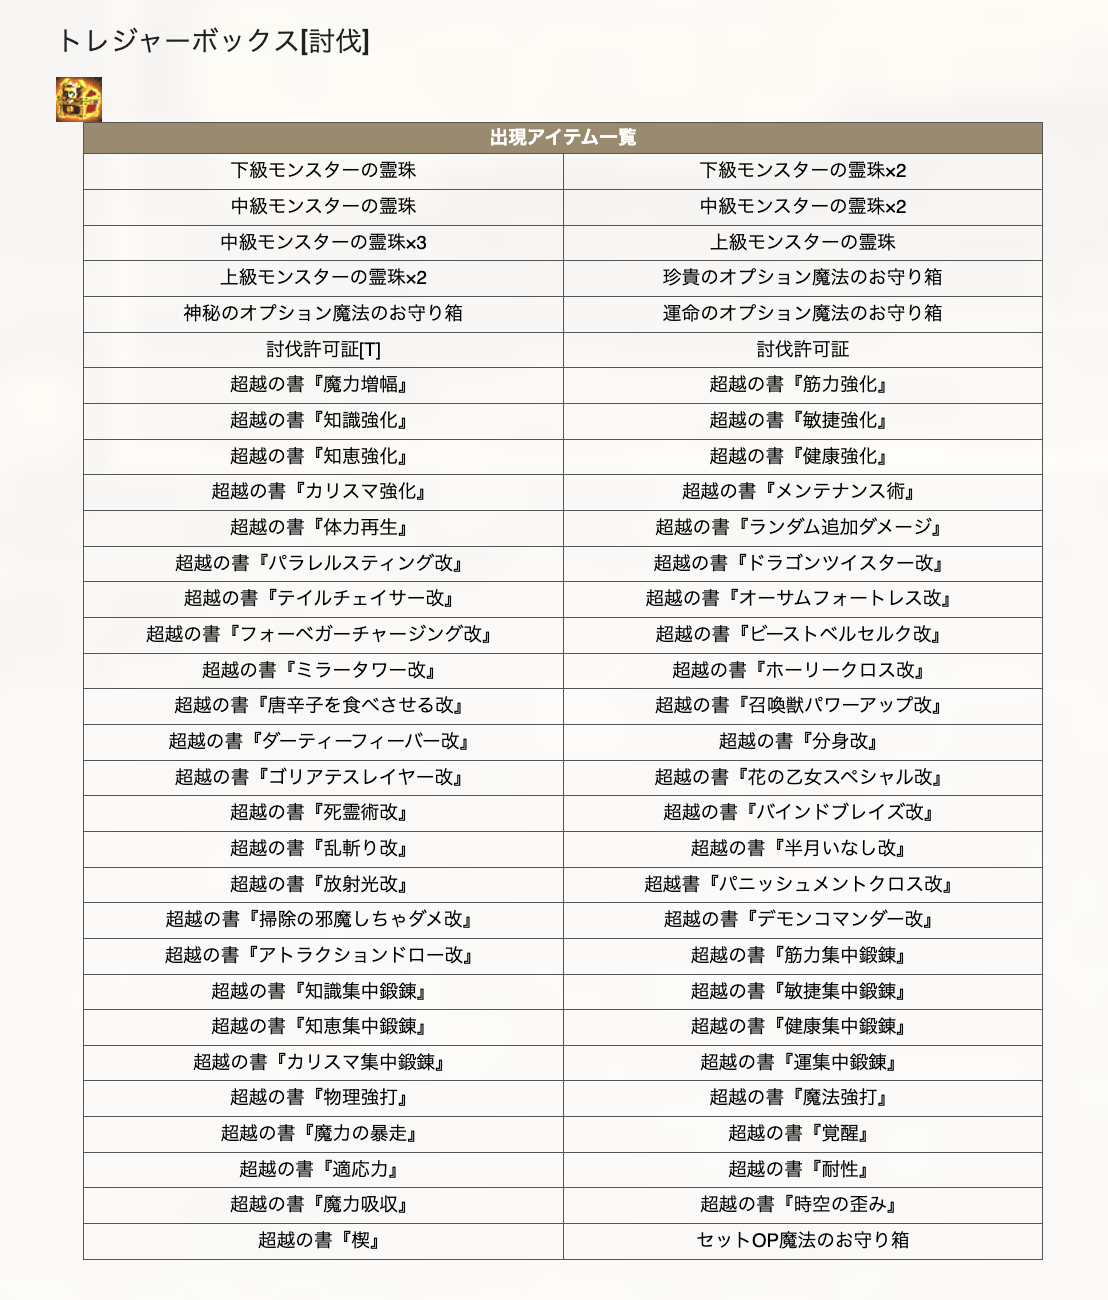 トレジャーボックス[討伐]
出現アイテム一覧
下級モンスターの霊珠 下級モンスターの霊珠×2
中級モンスターの霊珠 中級モンスターの霊珠×2
中級モンスターの霊珠×3 上級モンスターの霊珠
上級モンスターの霊珠×2 珍貴のオプション魔法のお守り箱
神秘のオプション魔法のお守り箱 運命のオプション魔法のお守り箱
討伐許可証[T] 討伐許可証
超越の書『魔力増幅』 超越の書『筋力強化』
超越の書『知識強化』 超越の書『敏捷強化』
超越の書『知恵強化』 超越の書『健康強化』
超越の書『カリスマ強化』 超越の書『メンテナンス術』
超越の書『体力再生』 超越の書『ランダム追加ダメージ』
超越の書『パラレルスティング改』 超越の書『ドラゴンツイスター改』
超越の書『テイルチェイサー改』 超越の書『オーサムフォートレス改』
超越の書『フォーベガーチャージング改』 超越の書『ビーストベルセルク改』
超越の書『ミラータワー改』 超越の書『ホーリークロス改』
超越の書『唐辛子を食べさせる改』 超越の書『召喚獣パワーアップ改』
超越の書『ダーティーフィーバー改』 超越の書『分身改』
超越の書『ゴリアテスレイヤー改』 超越の書『花の乙女スペシャル改』
超越の書『死霊術改』 超越の書『バインドブレイズ改』
超越の書『乱斬り改』 超越の書『半月いなし改』
超越の書『放射光改』 超越書『パニッシュメントクロス改』
超越の書『掃除の邪魔しちゃダメ改』 超越の書『デモンコマンダー改』
超越の書『アトラクションドロー改』 超越の書『筋力集中鍛錬』
超越の書『知識集中鍛錬』 超越の書『敏捷集中鍛錬』
超越の書『知恵集中鍛錬』 超越の書『健康集中鍛錬』
超越の書『カリスマ集中鍛錬』 超越の書『運集中鍛錬』
超越の書『物理強打』 超越の書『魔法強打』
超越の書『魔力の暴走』 超越の書『覚醒』
超越の書『適応力』 超越の書『耐性』
超越の書『魔力吸収』 超越の書『時空の歪み』
超越の書『楔』 セットOP魔法のお守り箱